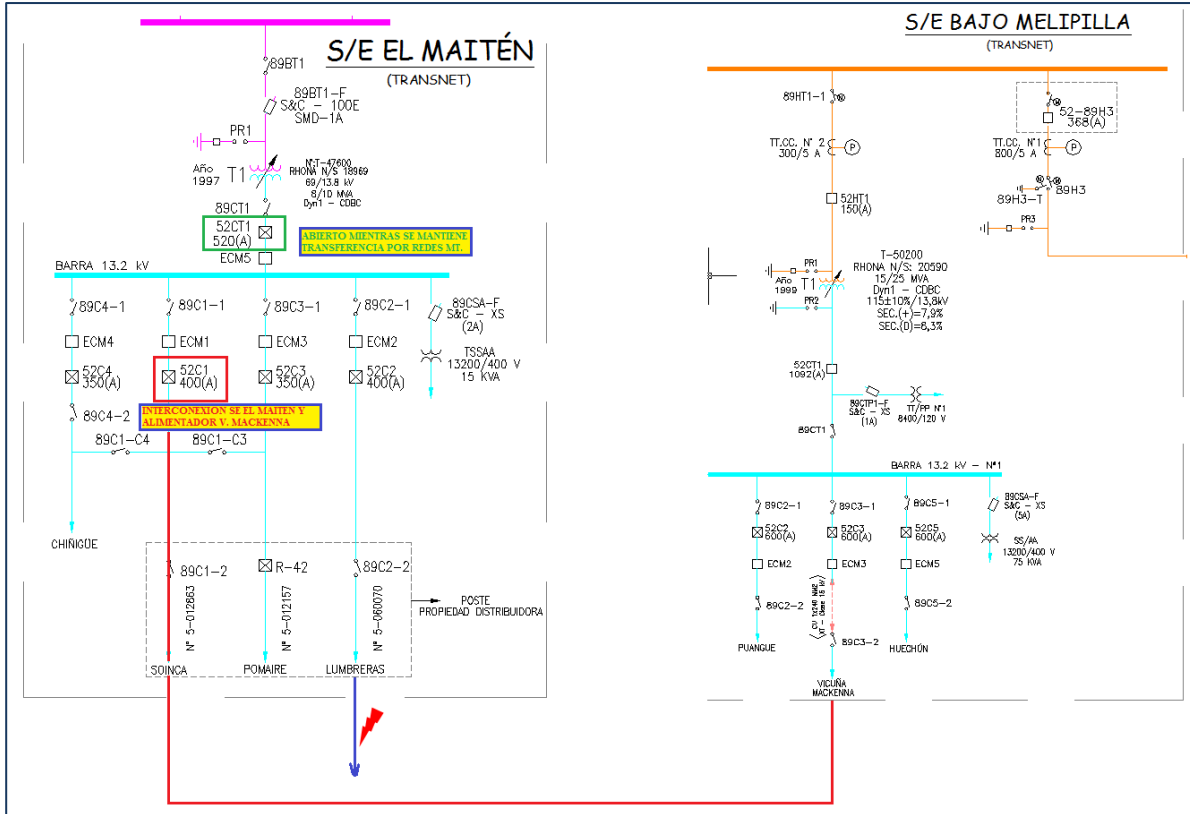 S/E EL MAITÉN
(TRANSNET)
89BT1
89BT1-F
S&C - 100E
SMD-1A
PR1
Año
1997
T1
N:T-47600
RHONA N/S 18969
69/13.8 kV
8/10 MVA
Dyn1 - CDBC
89CT1
52CT1
520(A)
ABIERTO MIENTRAS SE MANTIENE
TRANSFERENCIA POR REDES MT.
ECM5
BARRA 13.2 kV
89C4-1
89C1-1
89C3-1
89C2-1
89CSA-F
S&C - XS
(2A)
ECM4
ECM1
ECM3
ECM2
TSSAA
13200/400 V
15 KVA
52C4
350(A)
52C1
400(A)
52C3
350(A)
52C2
400(A)
89C4-2
INTERCONEXION SE EL MAITEN Y
ALIMENTADOR V. MACKENNA
89C1-C4
89C1-C3
CHIÑIGUE
89C1-2
R-42
89C2-2
N° 5-012663
N° 5-012157
N° 5-060070
POSTE
PROPIEDAD DISTRIBUIDORA
SOINCA
POMAIRE
LUMBRERAS
S/E BAJO MELIPILLA
(TRANSNET)
89HT1-1
52-89H3
368(A)
TT.CC. N° 2
300/5 A
P
TT.CC. N°1
800/5 A
P
52HT1
150(A)
89H3-T
89H3
PR3
PR1
Año
1999
T1
PR2
T-50200
RHONA N/S: 20590
15/25 MVA
Dyn1 - CDBC
115±10%/13,8kV
SEC.(+)=7,9%
SEC.(0)=8,3%
52CT1
1092(A)
89CTP1-F
S&C - XS
(1A)
TT/PP N°1
8400/120 V
89CT1
BARRA 13.2 kV - N°1
89C2-1
89C3-1
89C5-1
89CSA-F
S&C - XS
(5A)
52C2
600(A)
52C3
600(A)
52C5
600(A)
SS/AA
13200/400 V
75 KVA
ECM2
ECM3
ECM5
89C2-2
89C5-2
89C3-2
PUANGUE
HUECHÚN
VICUÑA
MACKENNA